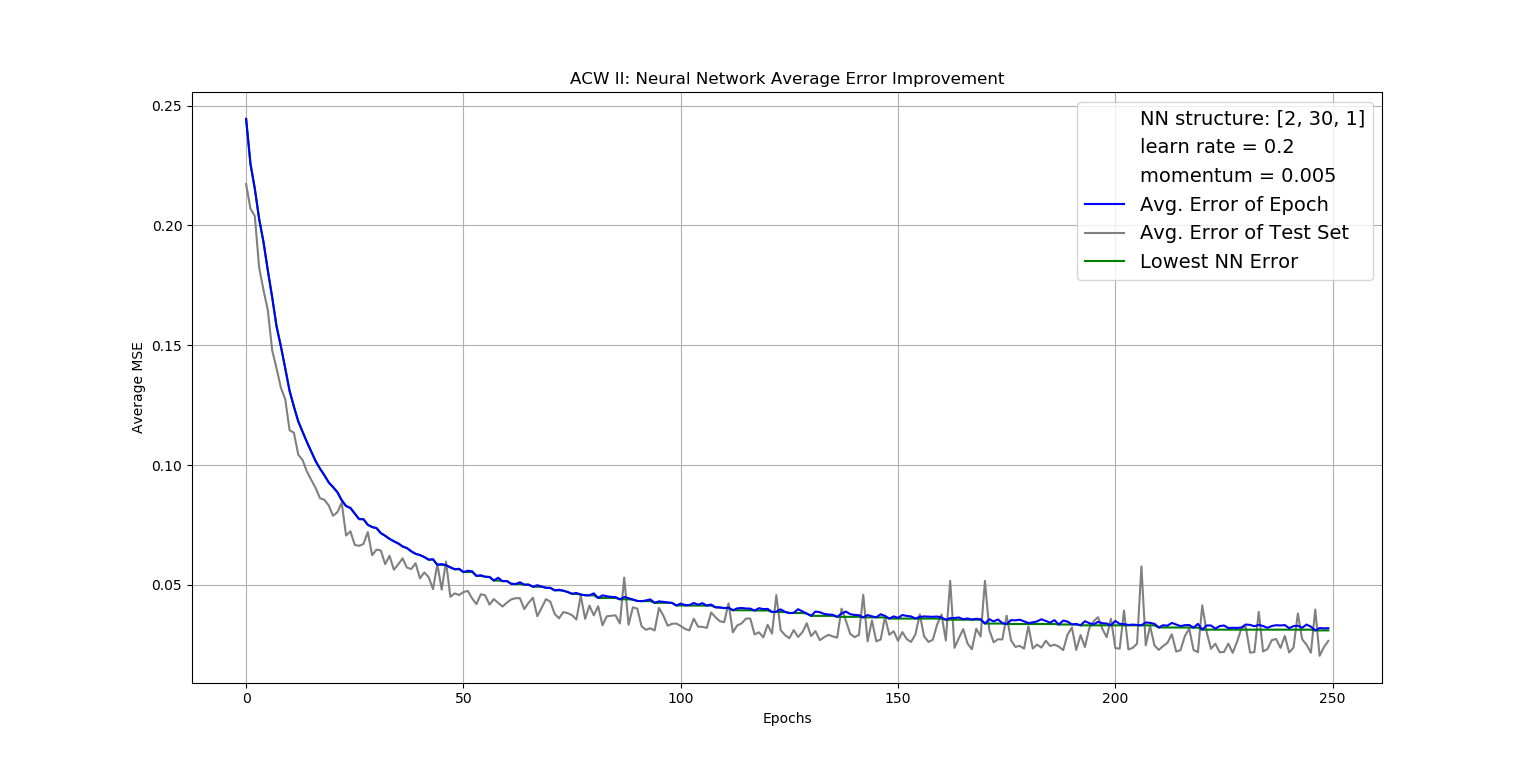 ACW II: Neural Network Average Error Improvement
NN structure: [2, 30, 1]
learn rate = 0.2
momentum = 0.005
Avg. Error of Epoch
Avg. Error of Test Set
Lowest NN Error
Average MSE
0.25
0.20
0.15
0.10
0.05
0
50
100
150
200
250
Epochs